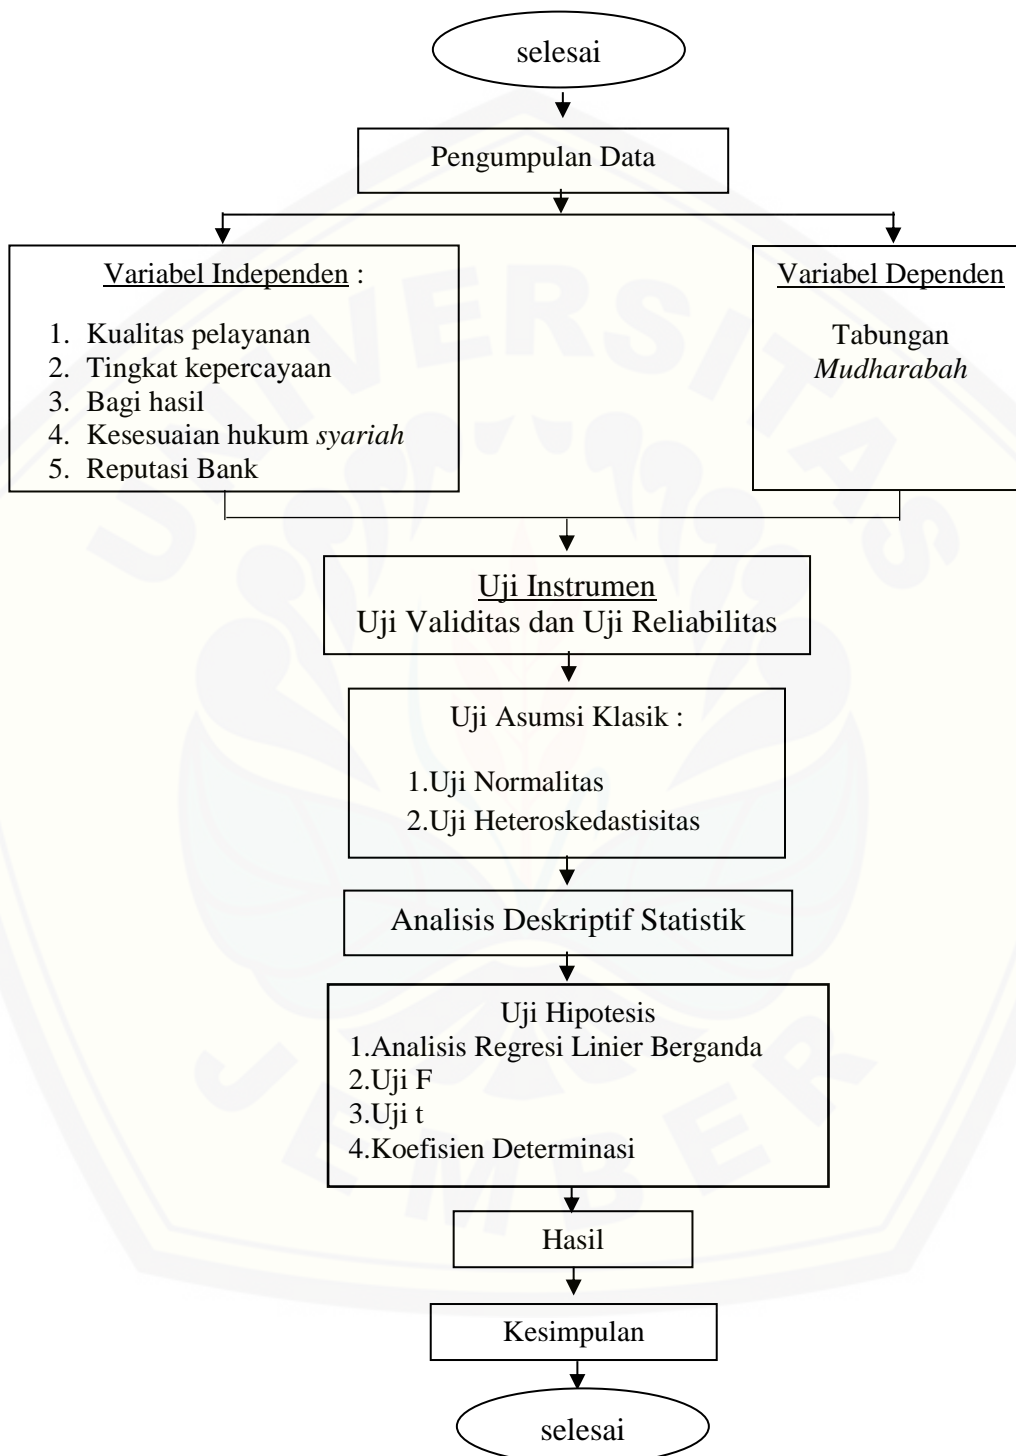 selesai
Pengumpulan Data
Variabel Independen :
1. Kualitas pelayanan
2. Tingkat kepercayaan
3. Bagi hasil
4. Kesesuaian hukum syariah
5. Reputasi Bank
Variabel Dependen
Tabungan
Mudharabah
Uji Instrumen
Uji Validitas dan Uji Reliabilitas
Uji Asumsi Klasik :
1.Uji Normalitas
2.Uji Heteroskedastisitas
Analisis Deskriptif Statistik
Uji Hipotesis
1.Analisis Regresi Linier Berganda
2.Uji F
3.Uji t
4.Koefisien Determinasi
Hasil
Kesimpulan
selesai
UNIVERSITAS
JEMBER